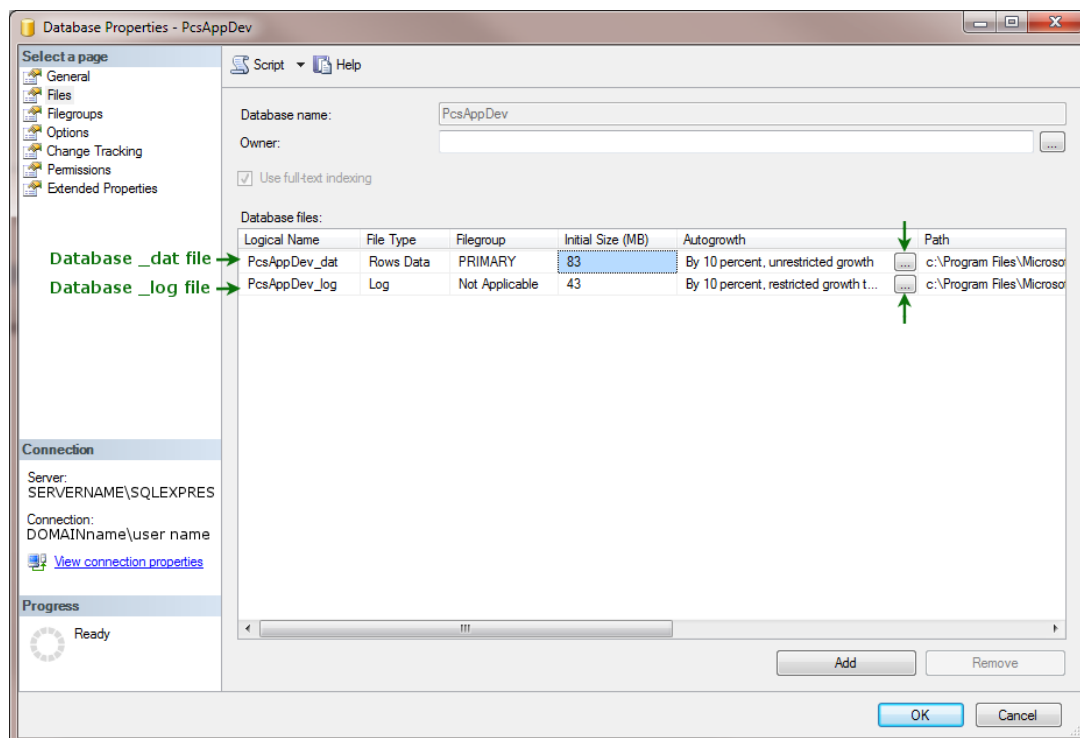 Database Properties - PcsAppDev
Select a page
General
Files
Filegroups
Options
Change Tracking
Permissions
Extended Properties
Script Help
Database name: PcsAppDev
Owner:
...
Use full-text indexing
Database files:
Logical Name File Type Filegroup Initial Size (MB) Autogrowth Path
Database _dat file PcsAppDev_dat Rows Data PRIMARY 83 By 10 percent, unrestricted growth ... c:\Program Files\Microsof
Database _log file PcsAppDev_log Log Not Applicable 43 By 10 percent, restricted growth t... ... c:\Program Files\Microsof
Connection
Server:
SERVERNAME\SQLEXPRES
Connection:
DOMAINname\user name
View connection properties
Progress
Ready
Add Remove
OK Cancel